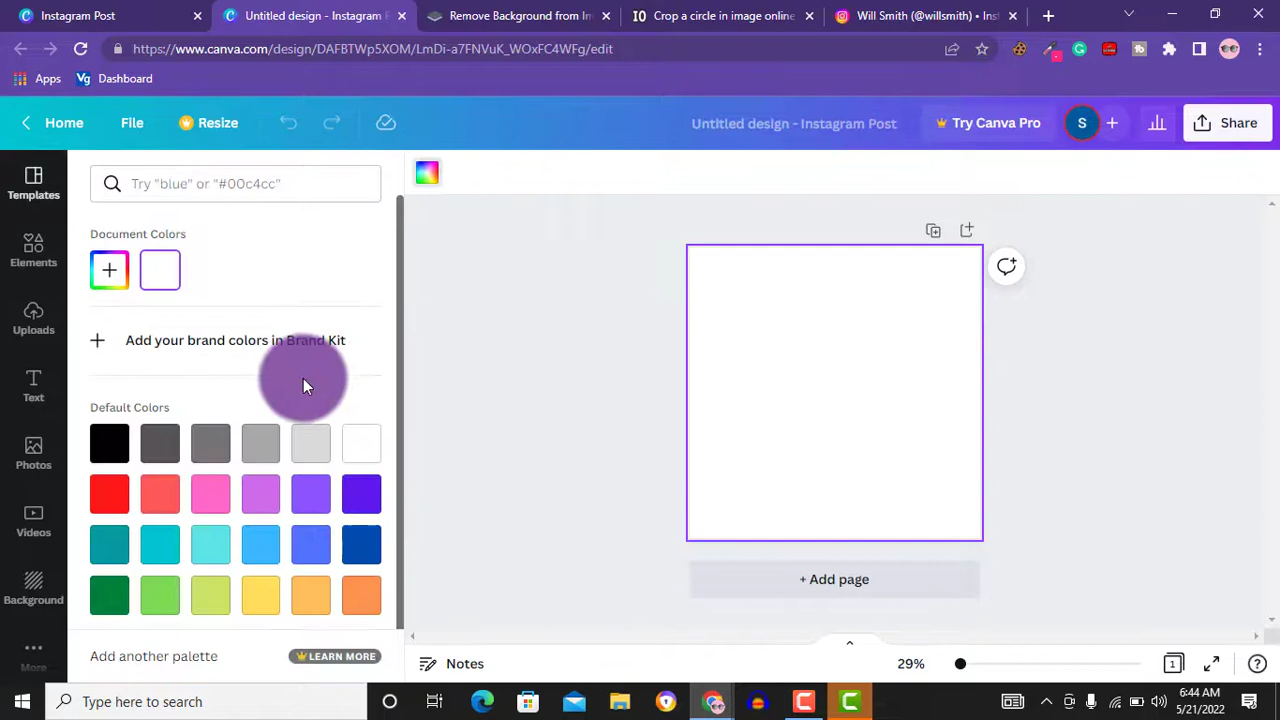 Instagram Post
Untitled design - Instagram P
Remove Background from Im
Crop a circle in image online
Will Smith (@willsmith) • Inst
https://www.canva.com/design/DAFBTWp5XOM/LmDi-a7FNVuK_WOxFC4WFg/edit
Apps
Vg Dashboard
Home
File
Resize
Untitled design - Instagram Post
Try Canva Pro
S
Share
Templates
Elements
Uploads
Text
Photos
Videos
Background
More
Try "blue" or "#00c4cc"
Document Colors
Add your brand colors in Brand Kit
Default Colors
Add another palette
LEARN MORE
+ Add page
Notes
29%
1
Type here to search
6:44 AM
5/21/2022